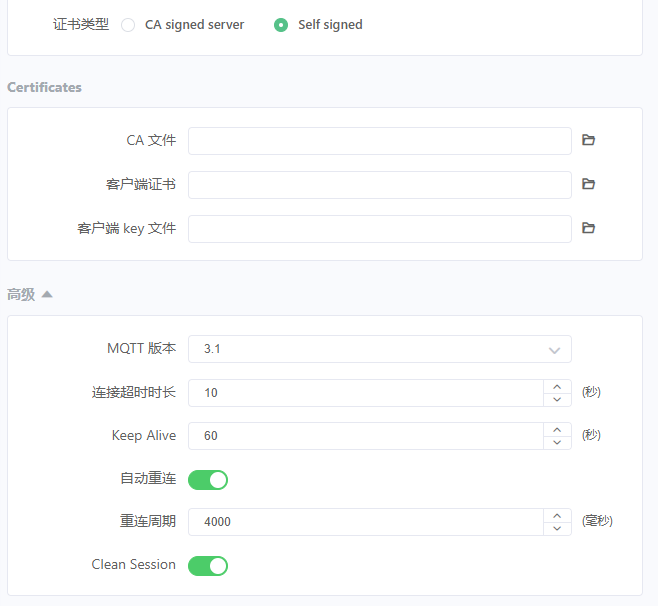 证书类型 CA signed server Self signed
Certificates
CA 文件
客户端证书
客户端 key 文件
高级
MQTT 版本 3.1
连接超时时长 10 (秒)
Keep Alive 60 (秒)
自动重连
重连周期 4000 (毫秒)
Clean Session